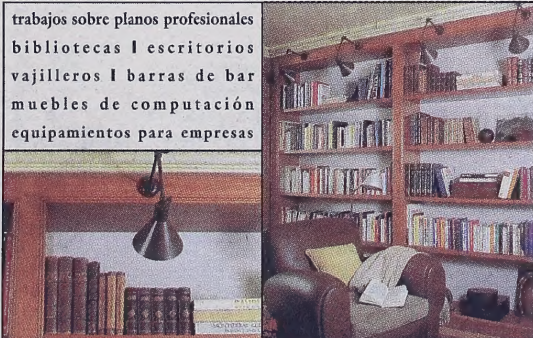 trabajos sobre planos profesionales
bibliotecas | escritorios
vajilleros | barras de bar
muebles de computación
equipamientos para empresas